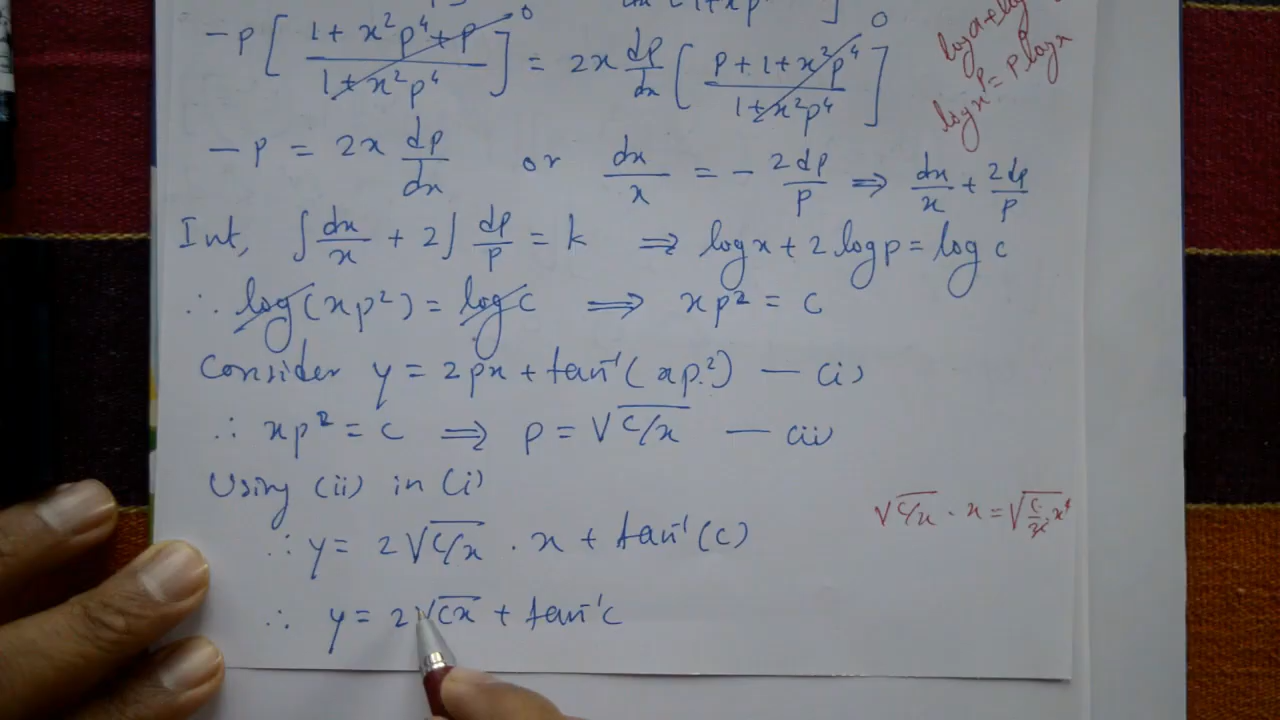 -p [ (1 + x²p⁴ + p) / (1 + x²p⁴) ] → 0 = 2x dp/dx [ (p + 1 + x²p⁴) / (1 + x²p⁴) ] → 0
log x^p = p log x
-p = 2x dp/dx or dx/x = - 2dp/p ⇒ dx/x + 2dp/p
Int, ∫ dx/x + 2∫ dp/p = k ⇒ log x + 2 log p = log c
∴ log(xp²) = log c ⇒ xp² = c
Consider y = 2px + tan⁻¹(xp²) — (i)
∴ xp² = c ⇒ p = √(c/x) — (ii)
Using (ii) in (i)
√(c/x) · x = √(c/x · x²)
∴ y = 2√(c/x) · x + tan⁻¹(c)
∴ y = 2√(cx) + tan⁻¹c